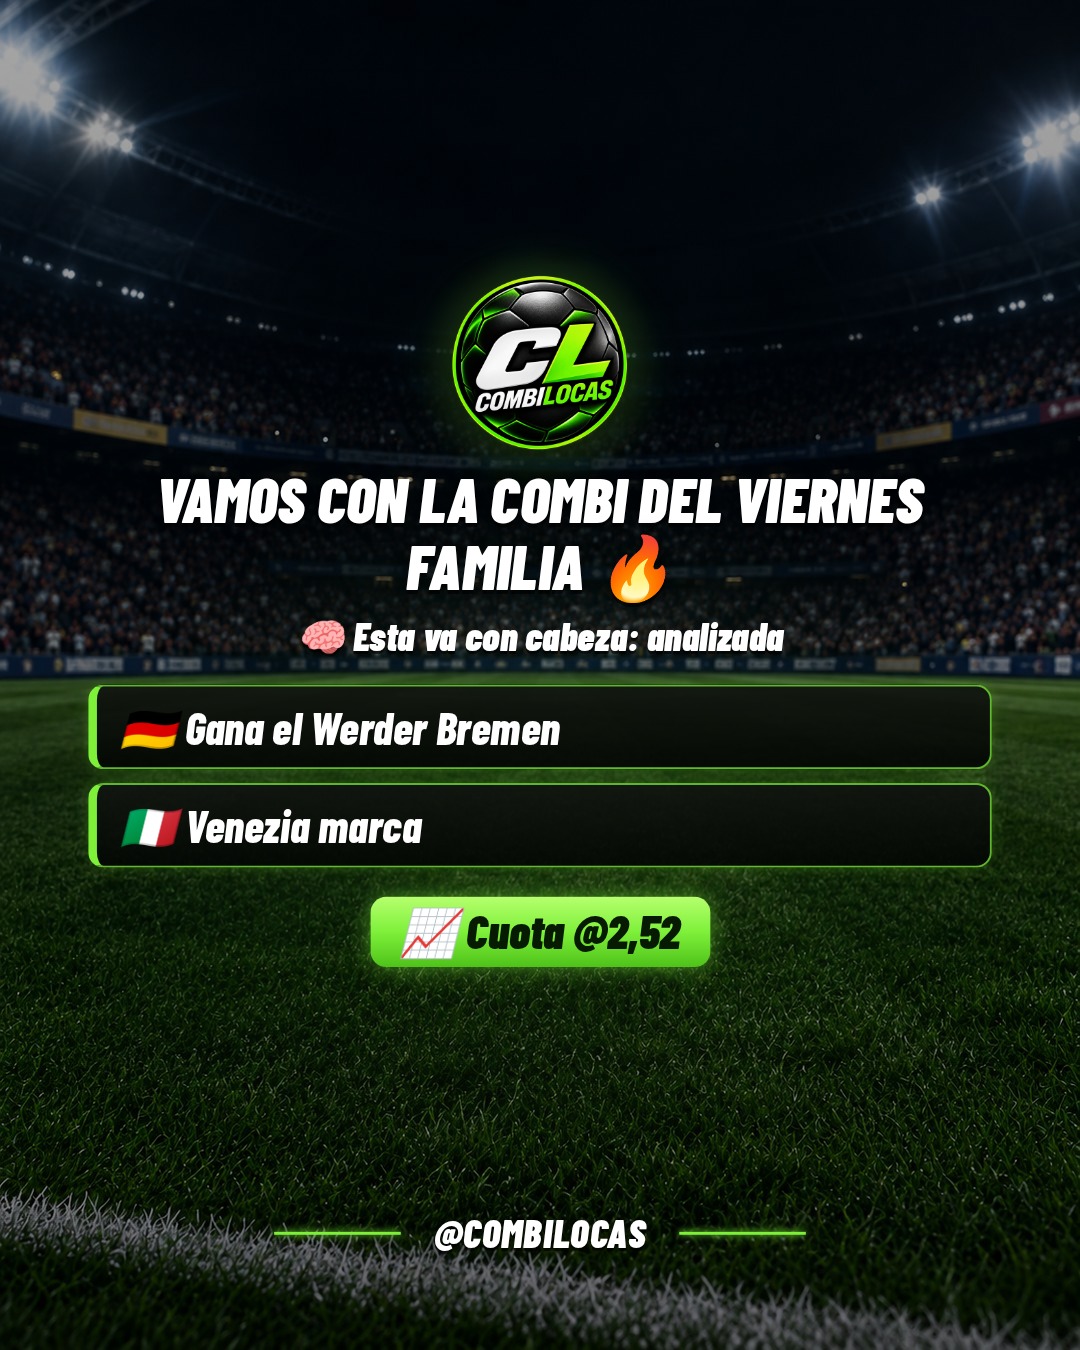 CL
COMBILOCAS
VAMOS CON LA COMBI DEL VIERNES
FAMILIA 🔥
🧠 Esta va con cabeza: analizada
🇩🇪 Gana el Werder Bremen
🇮🇹 Venezia marca
📈 Cuota @2,52
@COMBILOCAS